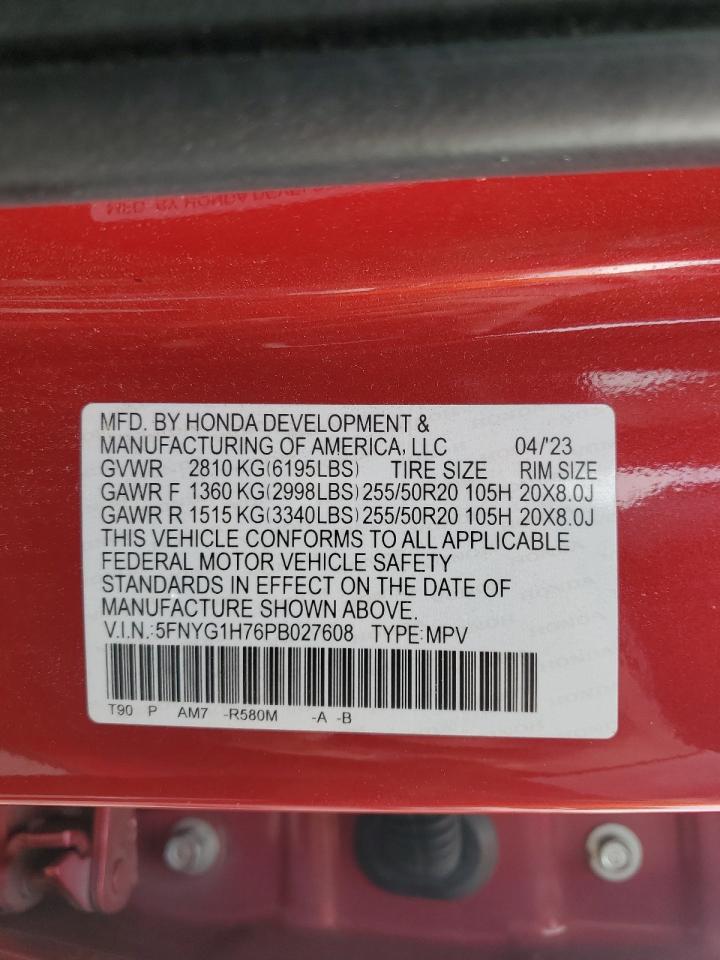 MFD. BY HONDA DEVELOPMENT &
MANUFACTURING OF AMERICA, LLC 04/'23
GVWR 2810 KG(6195LBS) TIRE SIZE RIM SIZE
GAWR F 1360 KG(2998LBS) 255/50R20 105H 20X8.0J
GAWR R 1515 KG(3340LBS) 255/50R20 105H 20X8.0J
THIS VEHICLE CONFORMS TO ALL APPLICABLE
FEDERAL MOTOR VEHICLE SAFETY
STANDARDS IN EFFECT ON THE DATE OF
MANUFACTURE SHOWN ABOVE.
V.I.N.:5FNYG1H76PB027608 TYPE:MPV
T90 P AM7 -R580M -A -B